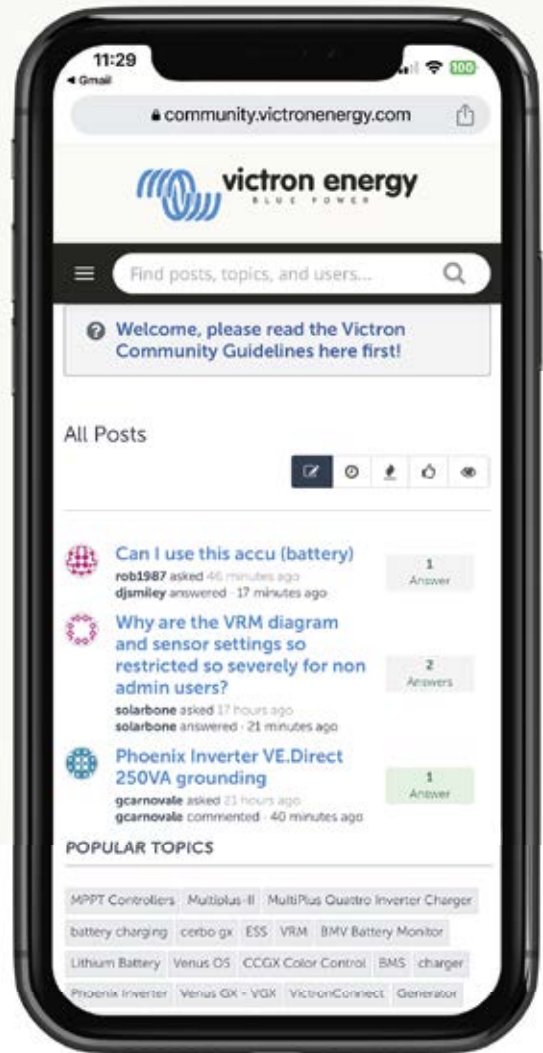 11:29
◀ Gmail
100
community.victronenergy.com
victron energy
BLUE POWER
Find posts, topics, and users...
Welcome, please read the Victron
Community Guidelines here first!
All Posts
Can I use this accu (battery)
rob1987 asked 46 minutes ago
djsmiley answered · 17 minutes ago
1
Answer
Why are the VRM diagram
and sensor settings so
restricted so severely for non
admin users?
solarbone asked 17 hours ago
solarbone answered · 21 minutes ago
2
Answers
Phoenix Inverter VE.Direct
250VA grounding
gcarnovale asked 21 hours ago
gcarnovale commented · 40 minutes ago
1
Answer
POPULAR TOPICS
MPPT Controllers Multiplus-II MultiPlus Quattro Inverter Charger
battery charging cerbo gx ESS VRM BMV Battery Monitor
Lithium Battery Venus OS CCGX Color Control BMS charger
Phoenix Inverter Venus GX - VGX VictronConnect Generator